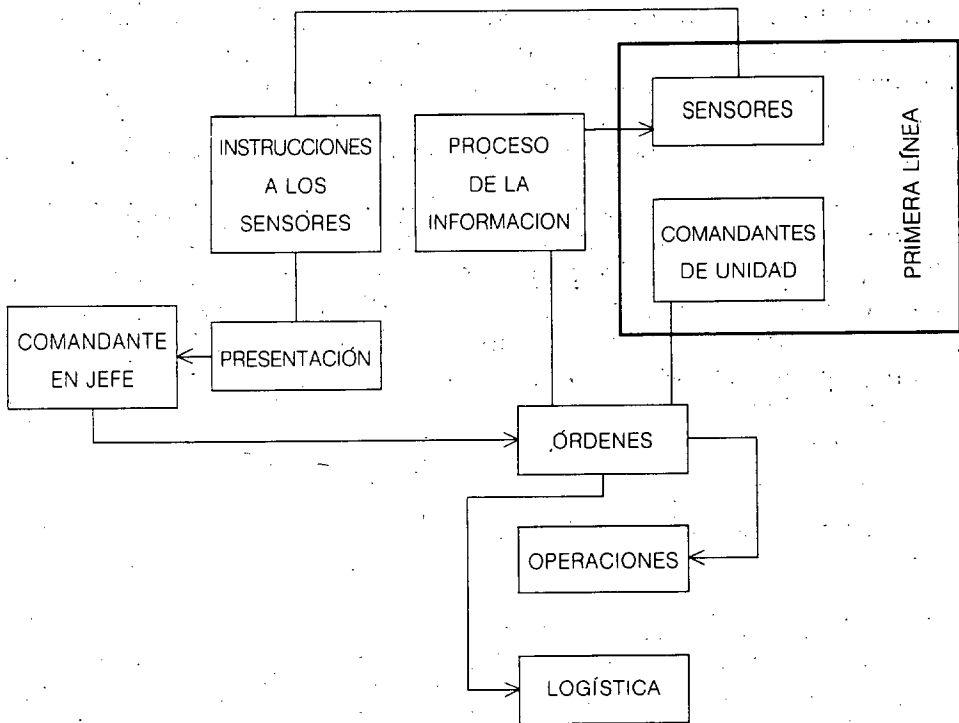 SENSORES
INSTRUCCIONES
A LOS
SENSÓRES
PROCESO
DE LA
INFORMACION
COMANDANTES
DE UNIDAD
PRIMERA LÍNEA
COMANDANTE
EN JEFE
PRESENTACIÓN
ÓRDENES
OPERACIONES
LOGÍSTICA